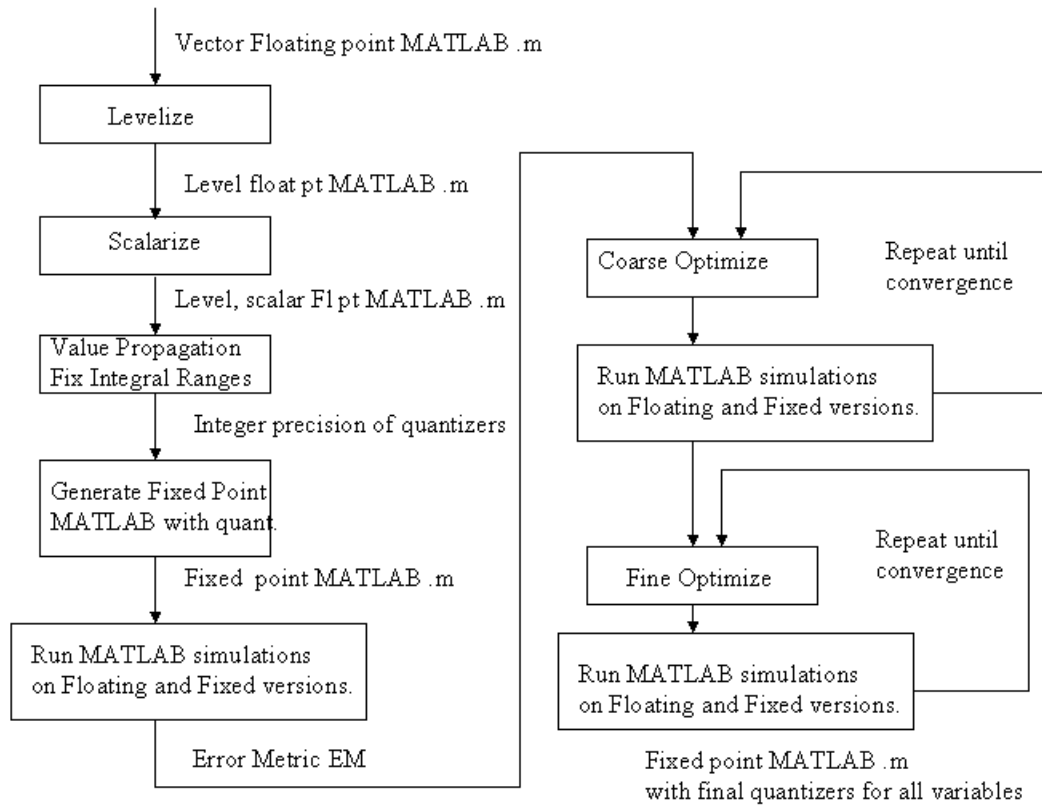 Vector Floating point MATLAB .m
Levelize
Level float pt MATLAB .m
Scalarize
Level, scalar Fl pt MATLAB .m
Value Propagation
Fix Integral Ranges
Integer precision of quantizers
Generate Fixed Point
MATLAB with quant.
Fixed point MATLAB .m
Run MATLAB simulations
on Floating and Fixed versions.
Error Metric EM
Coarse Optimize
Repeat until
convergence
Run MATLAB simulations
on Floating and Fixed versions.
Fine Optimize
Repeat until
convergence
Run MATLAB simulations
on Floating and Fixed versions.
Fixed point MATLAB .m
with final quantizers for all variables